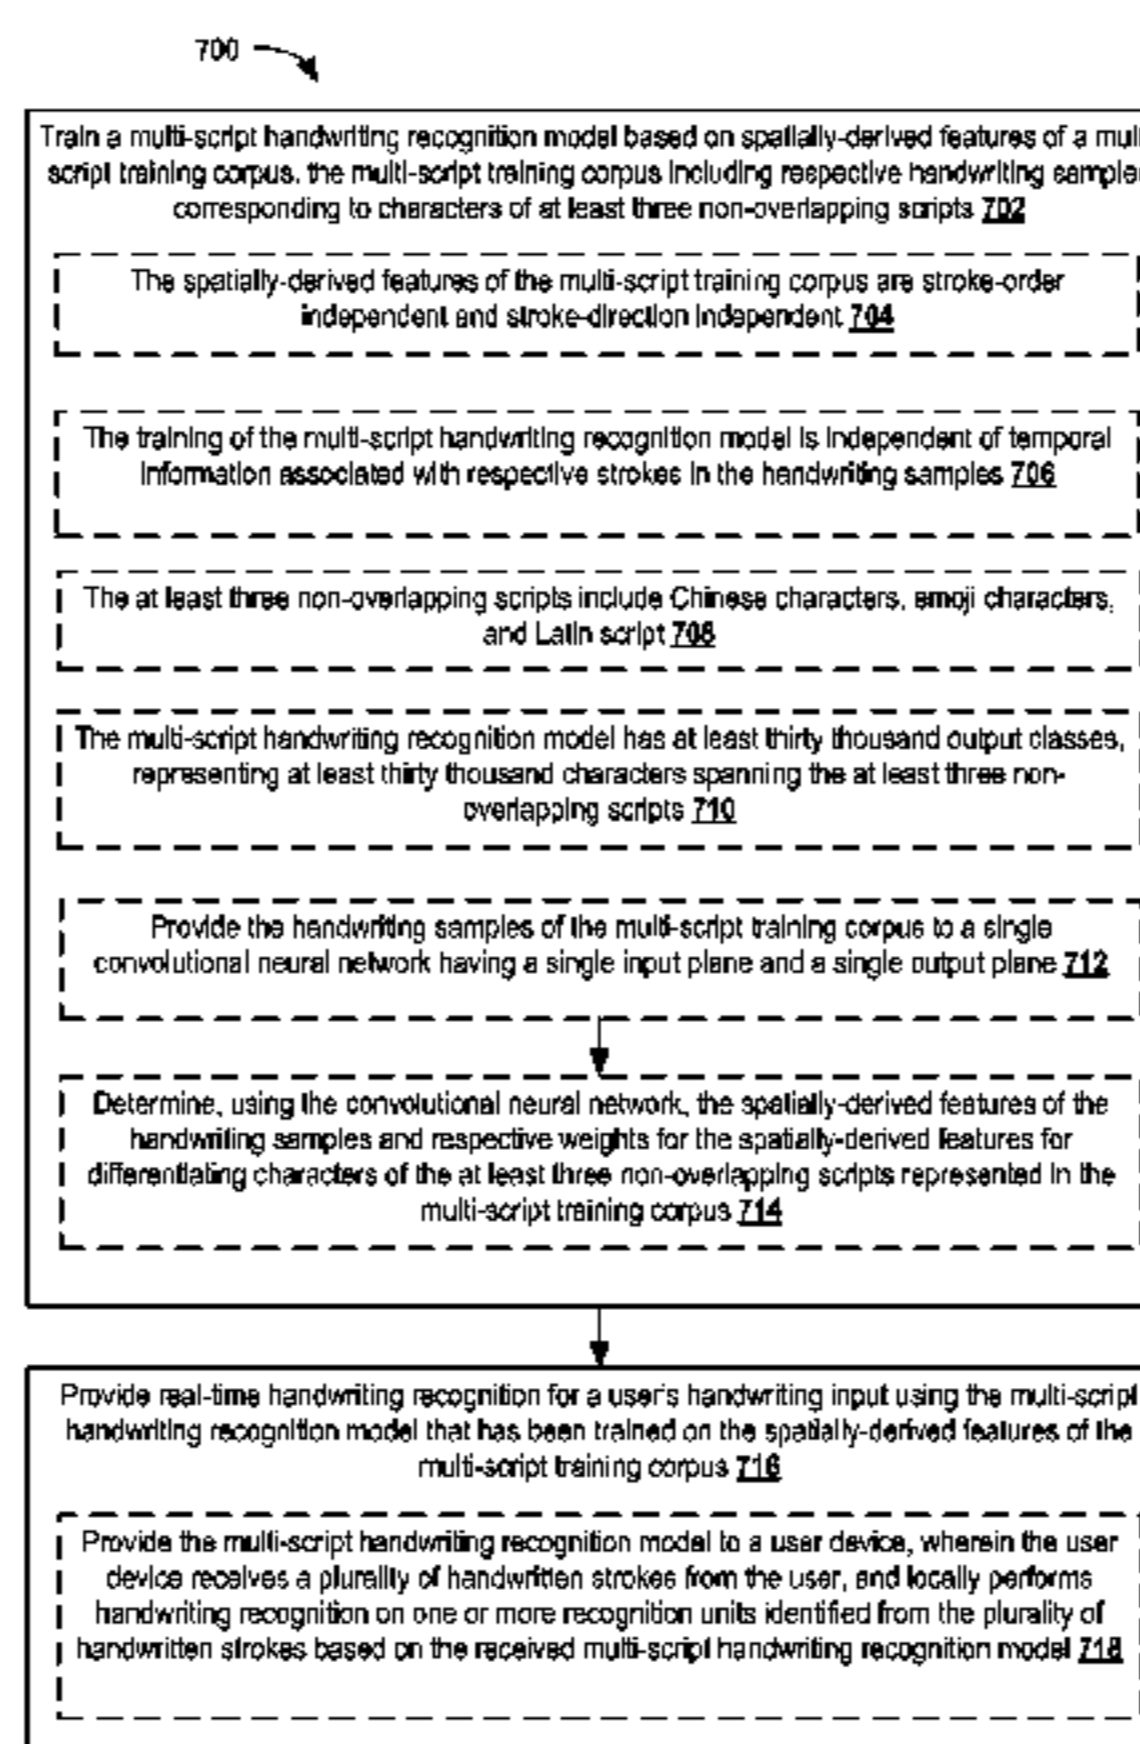 700
Train a multi-script handwriting recognition model based on spatially-derived features of a
script training corpus, the multi-script training corpus including respective handwriting
corresponding to characters of at least three non-overlapping scripts 702
The spatially-derived features of the multi-script training corpus are stroke-order
independent and stroke-direction independent 704
The training of the multi-script handwriting recognition model is independent of temporal
information associated with respective strokes in the handwriting samples 706
The at least three non-overlapping scripts include Chinese characters, emoji characters,
and Latin script 708
The multi-script handwriting recognition model has at least thirty thousand output classes,
representing at least thirty thousand characters spanning the at least three non-
overlapping scripts 710
Provide the handwriting samples of the multi-script training corpus to a single
convolutional neural network having a single input plane and a single output plane 712
Determine, using the convolutional neural network, the spatially-derived features of the
handwriting samples and respective weights for the spatially-derived features for
differentiating characters of the at least three non-overlapping scripts represented in the
multi-script training corpus 714
Provide real-time handwriting recognition for a user's handwriting input using the multi-script
handwriting recognition model that has been trained on the spatially-derived features of the
multi-script training corpus 716
Provide the multi-script handwriting recognition model to a user device, wherein the user
device receives a plurality of handwritten strokes from the user, and locally performs
handwriting recognition on one or more recognition units identified from the plurality of
handwritten strokes based on the received multi-script handwriting recognition model 718